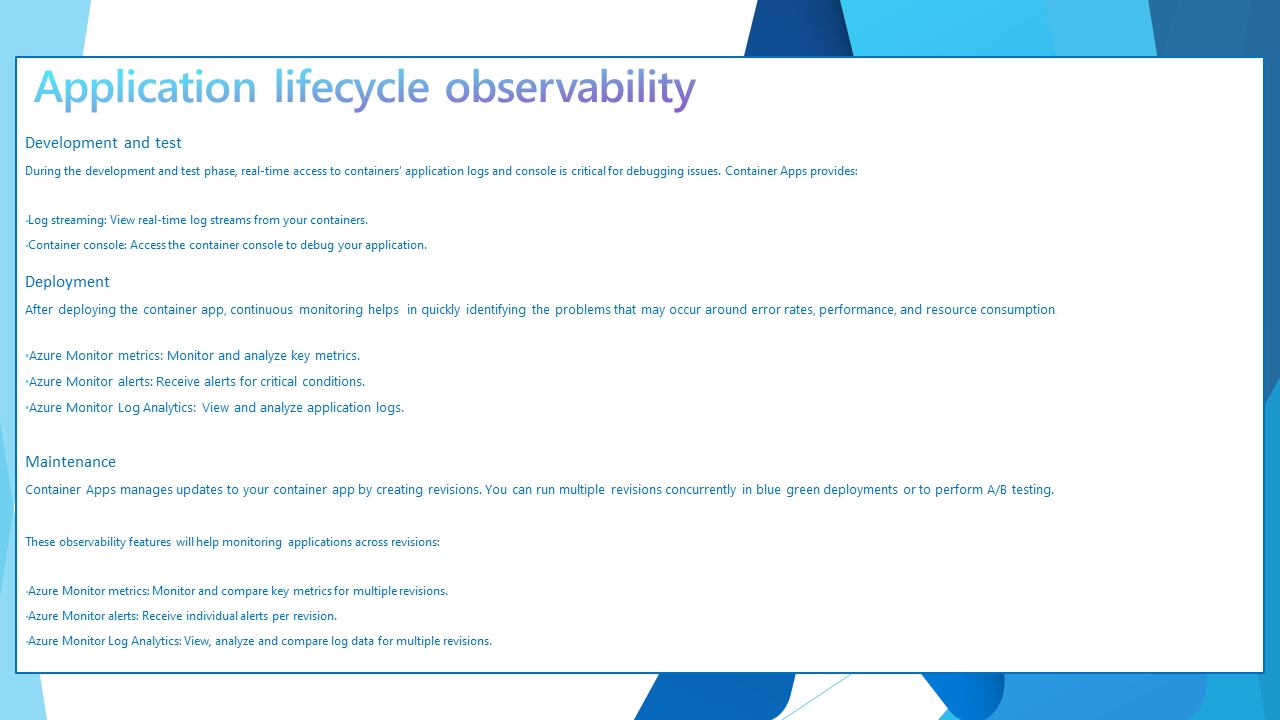 Application lifecycle observability
Development and test
During the development and test phase, real-time access to containers' application logs and console is critical for debugging issues. Container Apps provides:
•Log streaming: View real-time log streams from your containers.
•Container console: Access the container console to debug your application.
Deployment
After deploying the container app, continuous monitoring helps in quickly identifying the problems that may occur around error rates, performance, and resource consumption.
•Azure Monitor metrics: Monitor and analyze key metrics.
•Azure Monitor alerts: Receive alerts for critical conditions.
•Azure Monitor Log Analytics: View and analyze application logs.
Maintenance
Container Apps manages updates to your container app by creating revisions. You can run multiple revisions concurrently in blue green deployments or to perform A/B testing.
These observability features will help monitoring applications across revisions:
•Azure Monitor metrics: Monitor and compare key metrics for multiple revisions.
•Azure Monitor alerts: Receive individual alerts per revision.
•Azure Monitor Log Analytics: View, analyze and compare log data for multiple revisions.